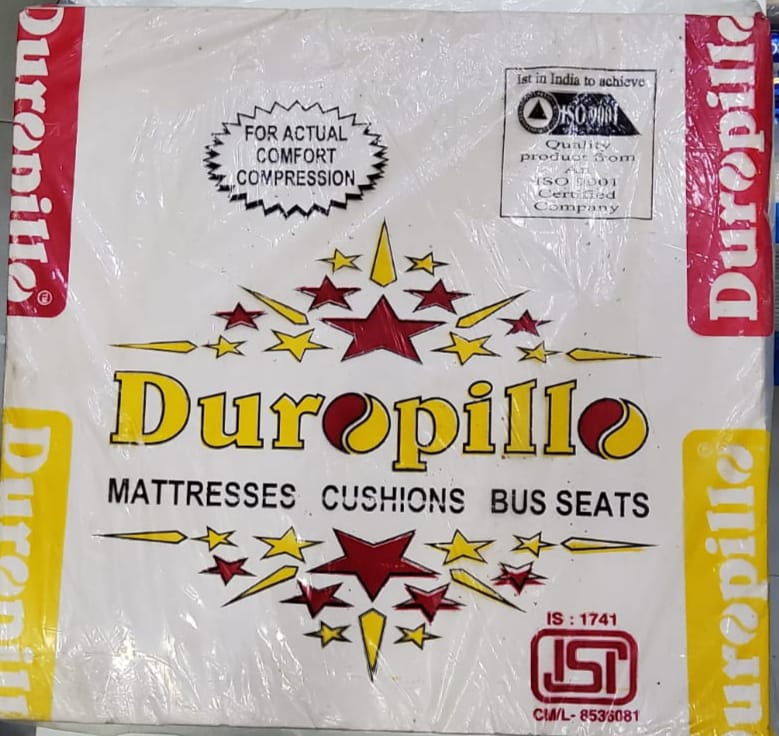 Duropillo
Duropillo
1st in India to achieve
ISO 9001
Quality
product from
An
ISO 9001
Certified
Company
FOR ACTUAL
COMFORT
COMPRESSION
Duropillo
MATTRESSES CUSHIONS BUS SEATS
Duropillo
Duropillo
IS : 1741
ISI
CM/L- 8536081